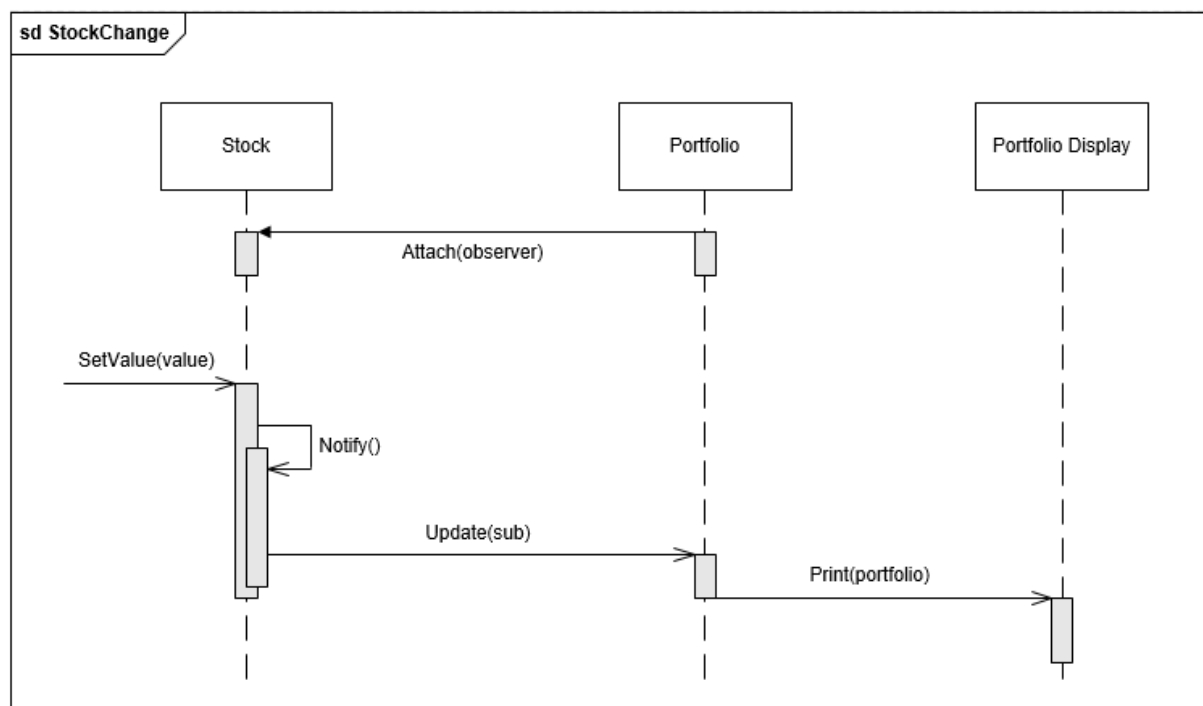 sd StockChange
Stock
Portfolio
Portfolio Display
Attach(observer)
SetValue(value)
Notify()
Update(sub)
Print(portfolio)